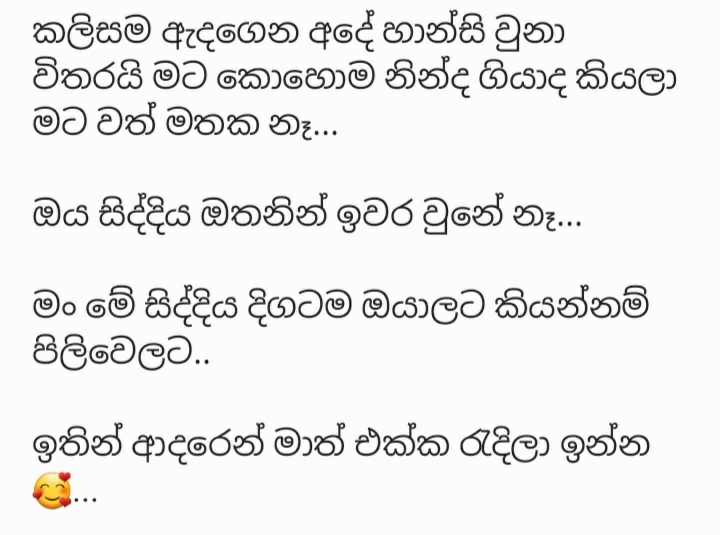 කලිසම ඇදගෙන අදේ හාන්සි වුනා
විතරයි මට කොහොම නින්ද ගියාද කියලා
මට වත් මතක නෑ...
ඔය සිද්දිය ඔතනින් ඉවර වුනේ නෑ...
මං මේ සිද්දිය දිගටම ඔයාලට කියන්නම්
පිලිවෙලට..
ඉතින් ආදරෙන් මාත් එක්ක රැදිලා ඉන්න
🥰...